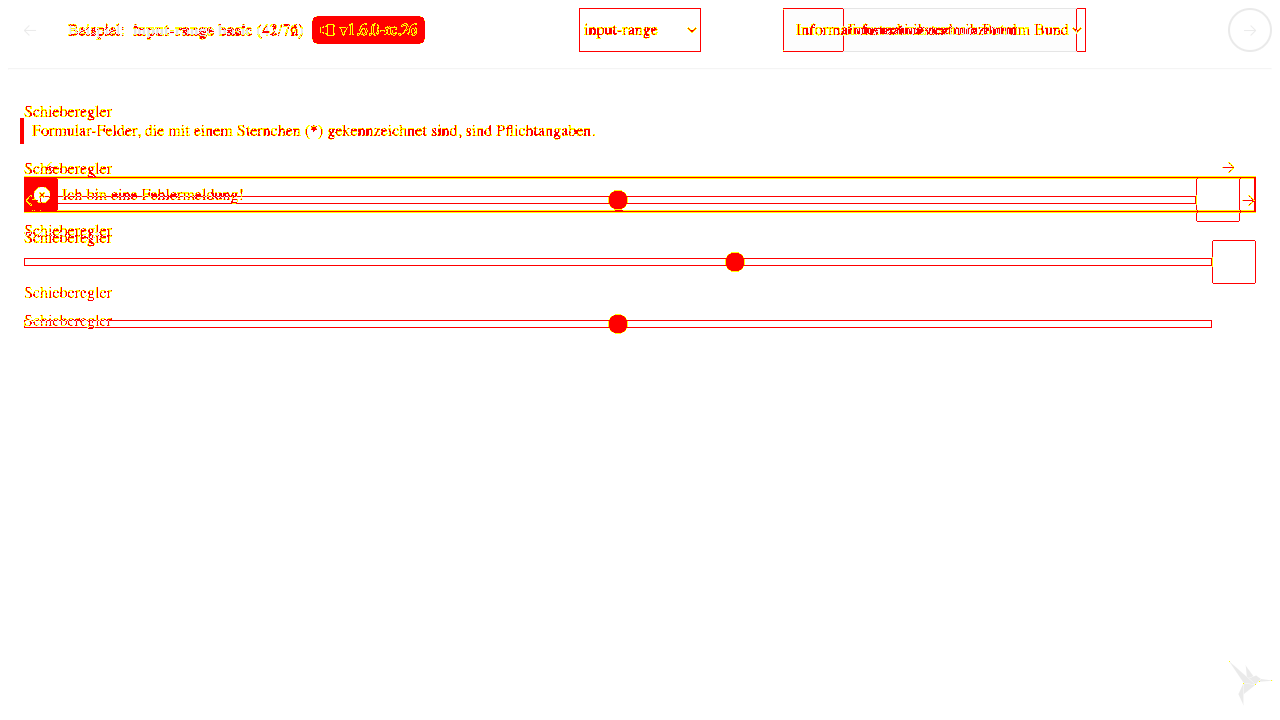 Beispiel: input-range basic (42/76) v1.6.0-rc.26 input-range Informationstechnikzentrum Bund
Schieberegler
Formular-Felder, die mit einem Sternchen (*) gekennzeichnet sind, sind Pflichtangaben.
Schieberegler
Ich bin eine Fehlermeldung!
Schieberegler
Schieberegler
Schieberegler
Schieberegler